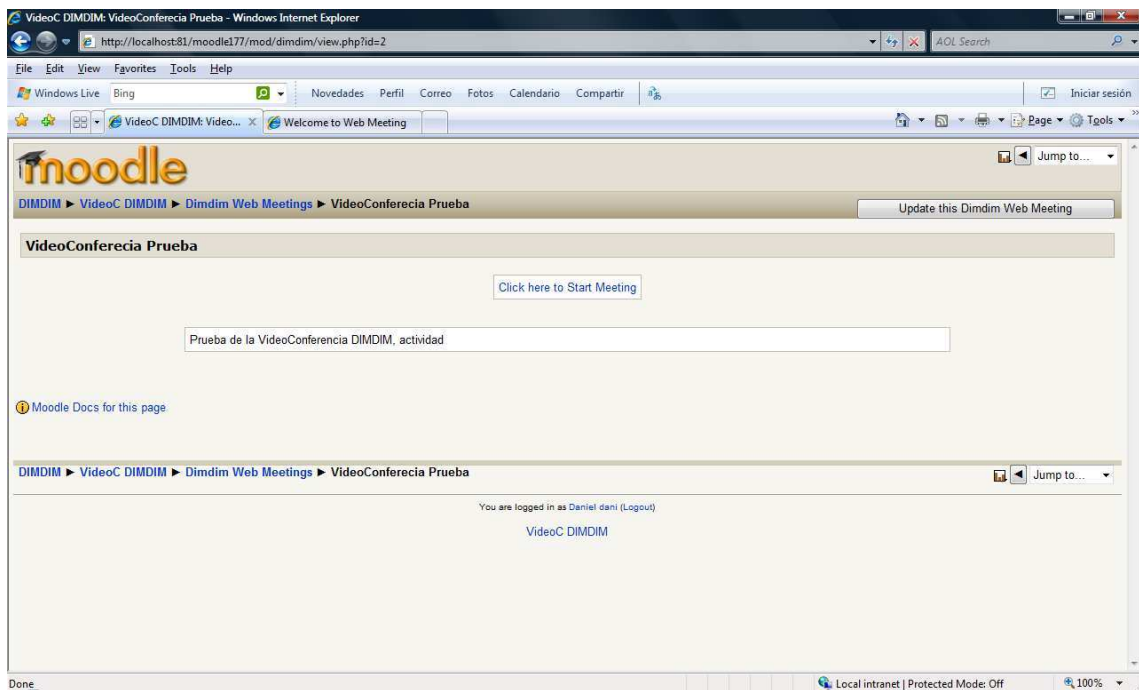 VideoC DIMDIM: VideoConferecia Prueba - Windows Internet Explorer
http://localhost:81/moodle177/mod/dimdim/view.php?id=2
AOL Search
File Edit View Favorites Tools Help
Windows Live Bing Novedades Perfil Correo Fotos Calendario Compartir Iniciar sesión
VideoC DIMDIM: Video... Welcome to Web Meeting Page Tools
moodle Jump to...
DIMDIM ► VideoC DIMDIM ► Dimdim Web Meetings ► VideoConferecia Prueba Update this Dimdim Web Meeting
VideoConferecia Prueba
Click here to Start Meeting
Prueba de la VideoConferencia DIMDIM, actividad
Moodle Docs for this page
DIMDIM ► VideoC DIMDIM ► Dimdim Web Meetings ► VideoConferecia Prueba Jump to...
You are logged in as Daniel dani (Logout)
VideoC DIMDIM
Done Local intranet | Protected Mode: Off 100%